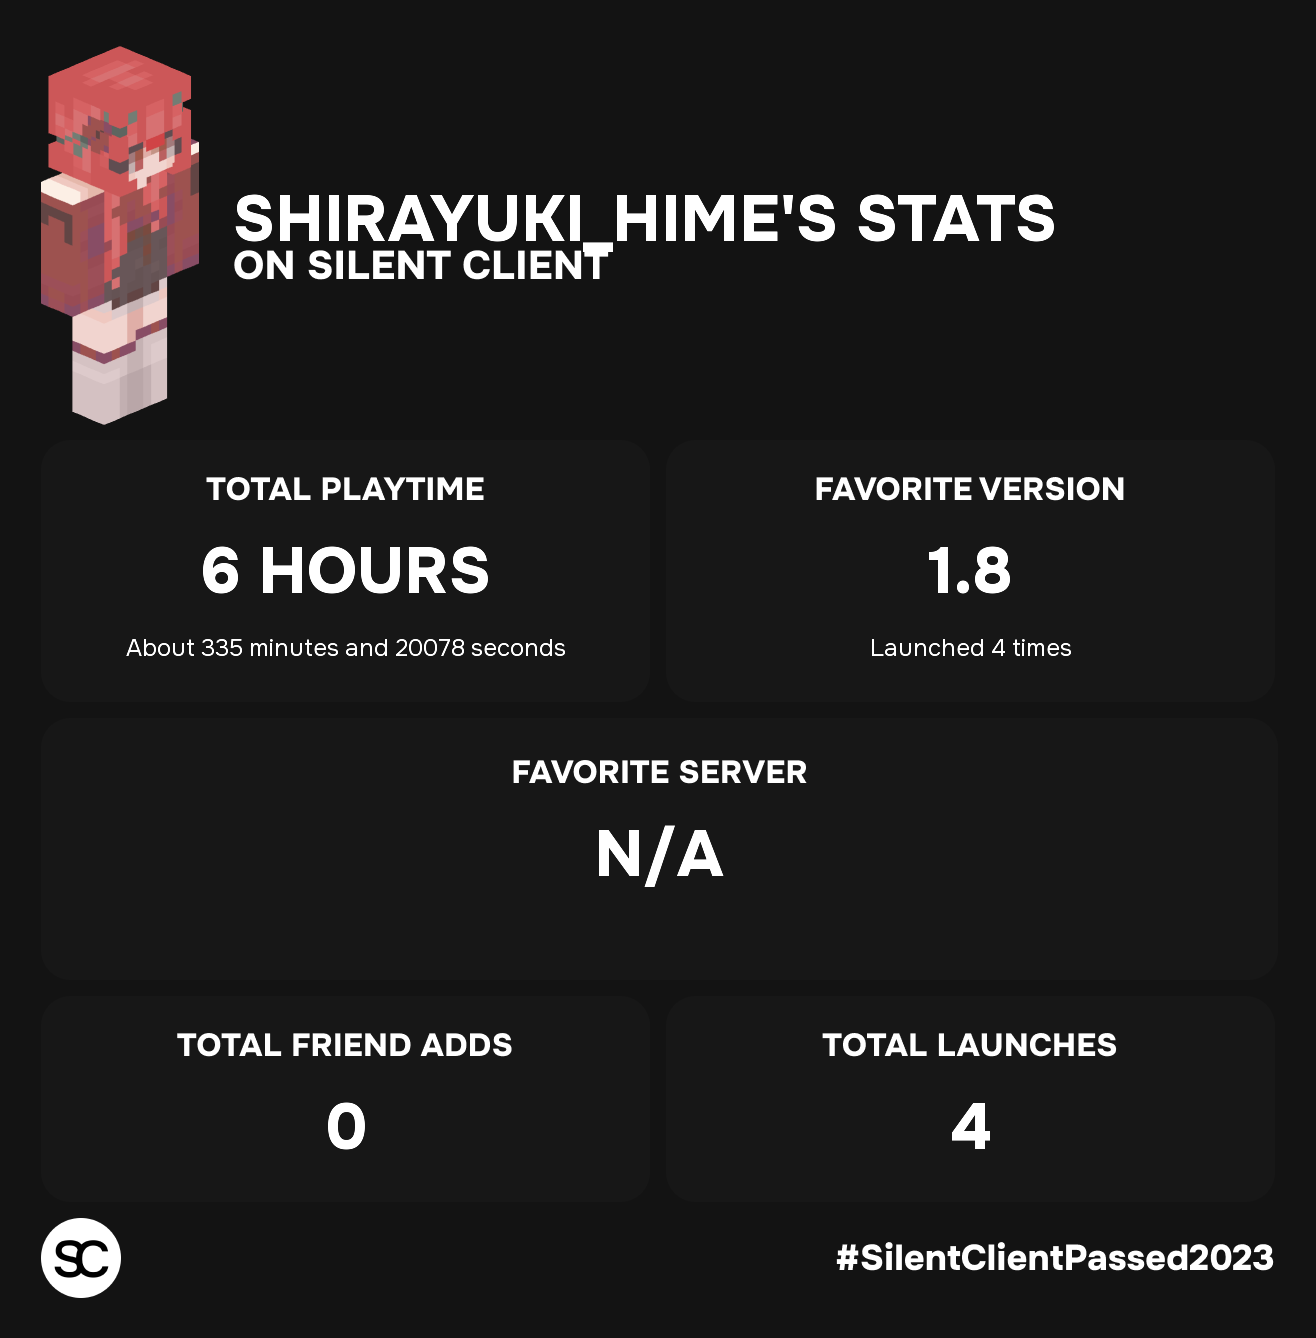 SHIRAYUKI_HIME'S STATS
ON SILENT CLIENT
TOTAL PLAYTIME
6 HOURS
About 335 minutes and 20078 seconds
FAVORITE VERSION
1.8
Launched 4 times
FAVORITE SERVER
N/A
TOTAL FRIEND ADDS
0
TOTAL LAUNCHES
4
SC
#SilentClientPassed2023